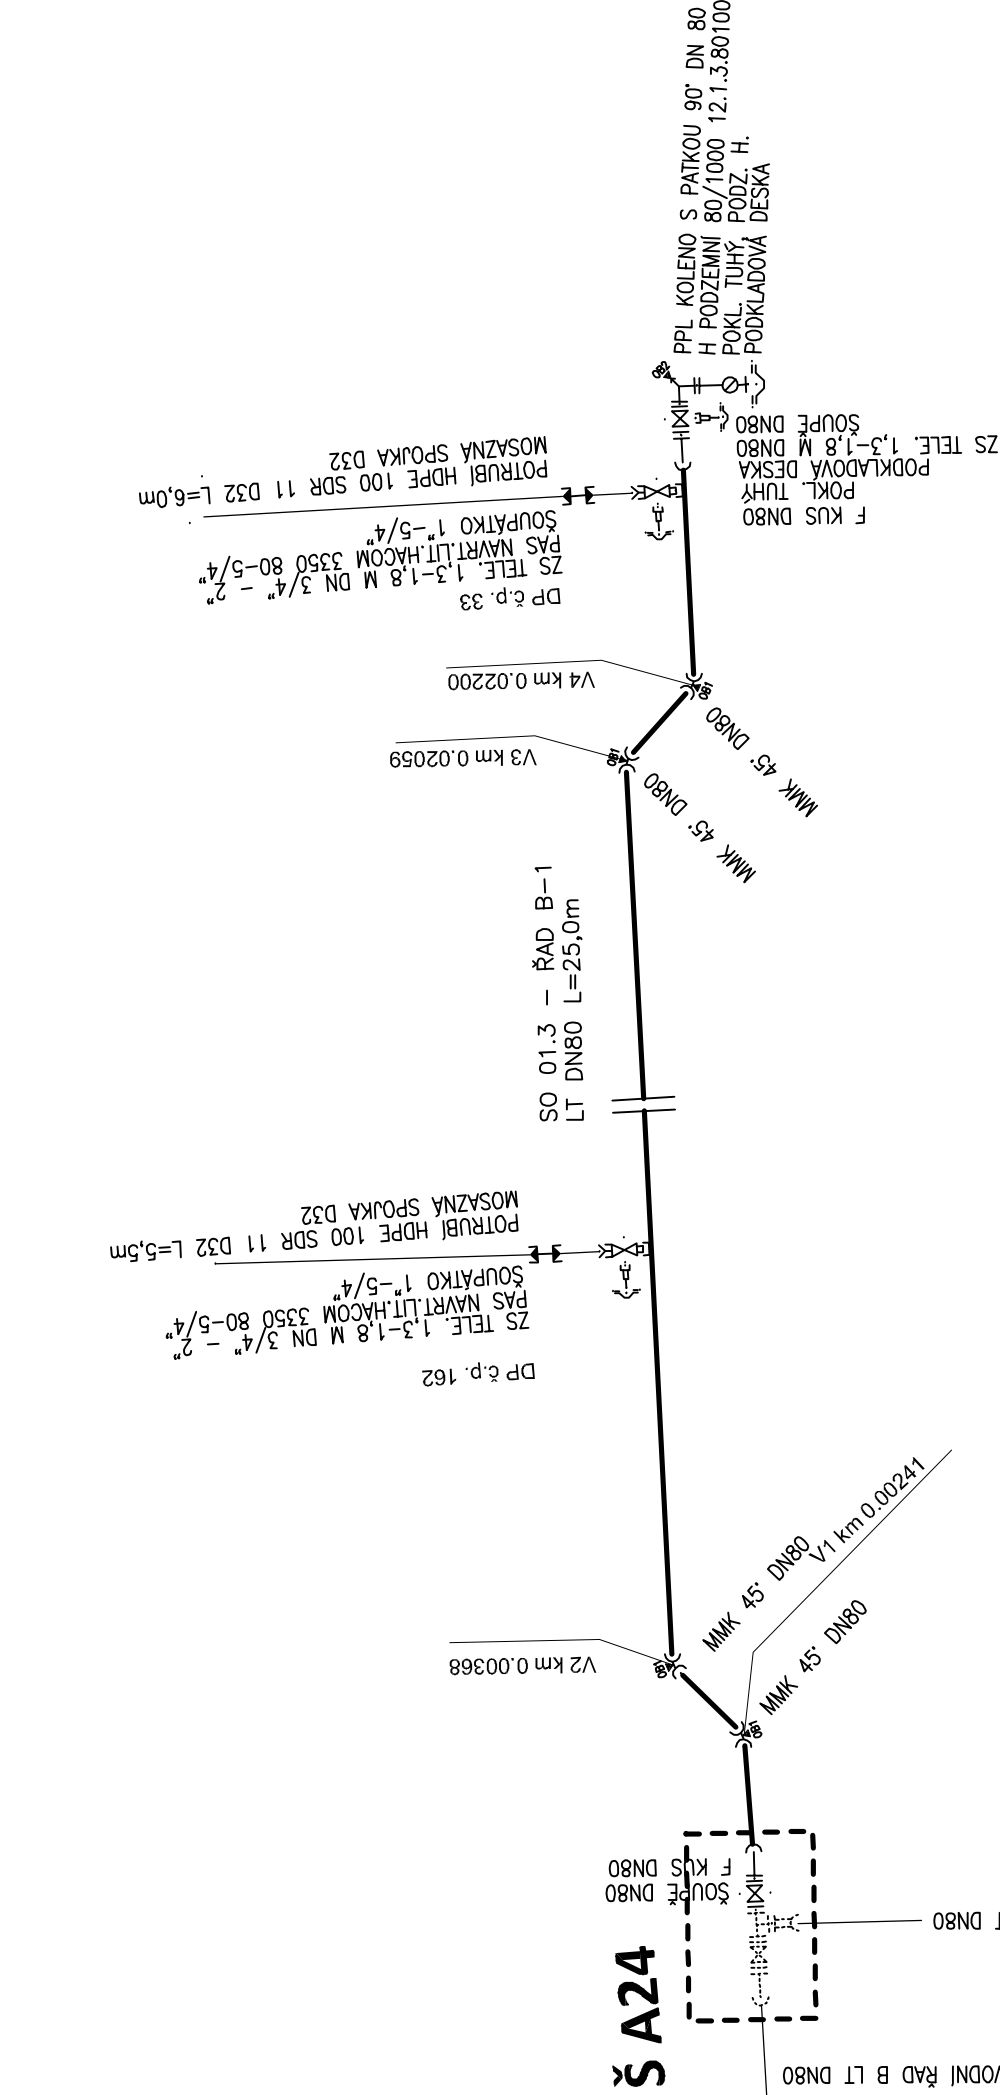 PPL KOLENO S PATKOU 90° DN 80
H PODZEMNÍ 80/1000 12.1.3.80100
POKL. TUHÝ, PODZ. H.
PODKLADOVÁ DESKA
082
F KUS DN80
POKL. TUHÝ
PODKLADOVÁ DESKA
ZS TELE. 1,3-1,8 M DN80
ŠOUPĚ DN80
DP č.p. 33
ZS TELE. 1,3-1,8 M DN 3/4" - 2"
PAS NAVRT.LIT.HACOM 3350 80-5/4"
ŠOUPÁTKO 1"-5/4"
POTRUBÍ HDPE 100 SDR 11 D32 L=6,0m
MOSAZNÁ SPOJKA D32
V4 km 0.02200
081
MMK 45° DN80
V3 km 0.02059
081
MMK 45° DN80
SO 01.3 - ŘAD B-1
LT DN80 L=25,0m
DP č.p. 162
ZS TELE. 1,3-1,8 M DN 3/4" - 2"
PAS NAVRT.LIT.HACOM 3350 80-5/4"
ŠOUPÁTKO 1"-5/4"
POTRUBÍ HDPE 100 SDR 11 D32 L=5,5m
MOSAZNÁ SPOJKA D32
V1 km 0.00241
MMK 45° DN80
MMK 45° DN80
V2 km 0.00368
081
081
ŠOUPĚ DN80
F KUS DN80
T DN80
Š A24
VODNÍ ŘAD B LT DN80